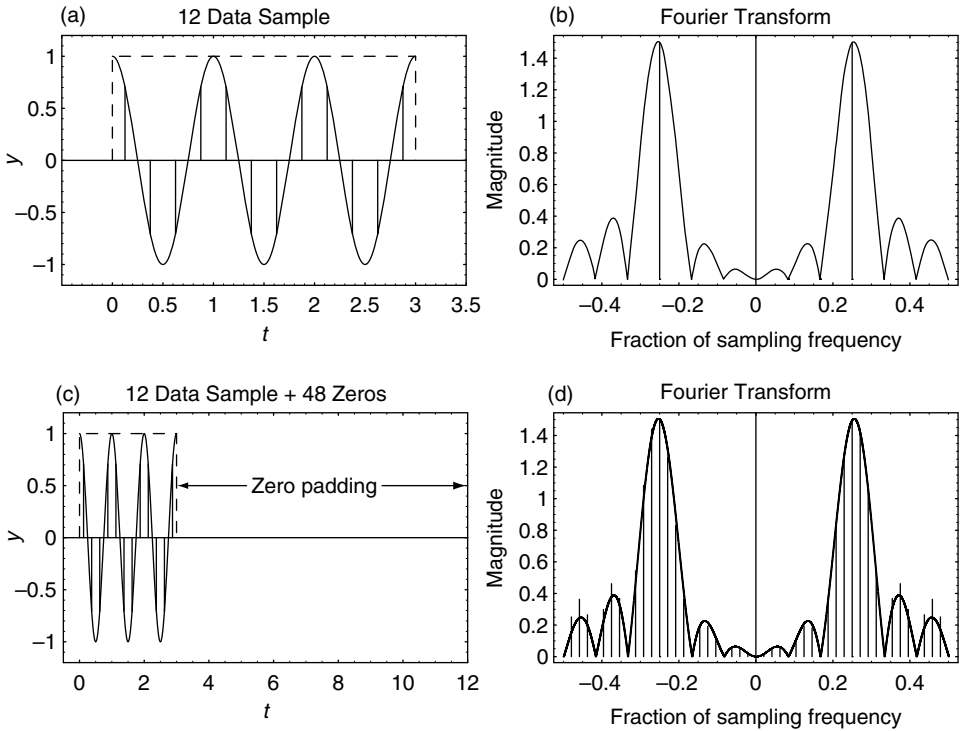 (a) 12 Data Sample
1
0.5
0
−0.5
−1
y
0 0.5 1 1.5 2 2.5 3 3.5
t
(b) Fourier Transform
1.4
1.2
1
0.8
0.6
0.4
0.2
0
Magnitude
−0.4 −0.2 0 0.2 0.4
Fraction of sampling frequency
(c) 12 Data Sample + 48 Zeros
1
0.5
0
−0.5
−1
y
Zero padding
0 2 4 6 8 10 12
t
(d) Fourier Transform
1.4
1.2
1
0.8
0.6
0.4
0.2
0
Magnitude
−0.4 −0.2 0 0.2 0.4
Fraction of sampling frequency